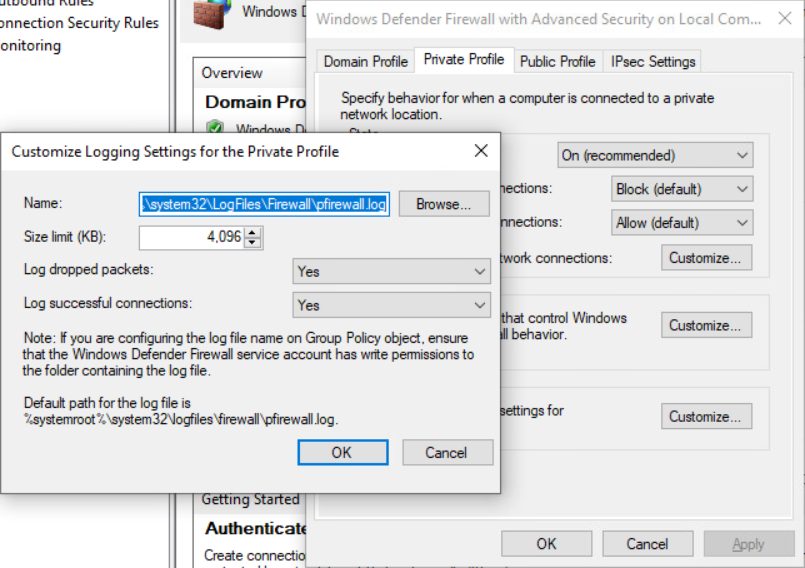 utbound Rules
onnection Security Rules
onitoring
Windows D
Overview
Domain Pro
Windows D
Windows Defender Firewall with Advanced Security on Local Com...
Domain Profile
Private Profile
Public Profile
IPsec Settings
Specify behavior for when a computer is connected to a private
network location.
State
On (recommended)
nections:
Block (default)
nnections:
Allow (default)
twork connections:
Customize...
that control Windows
ll behavior.
Customize...
settings for
Customize...
OK
Cancel
Apply
Customize Logging Settings for the Private Profile
Name:
\system32\LogFiles\Firewall\pfirewall.log
Browse...
Size limit (KB):
4,096
Log dropped packets:
Yes
Log successful connections:
Yes
Note: If you are configuring the log file name on Group Policy object, ensure
that the Windows Defender Firewall service account has write permissions to
the folder containing the log file.
Default path for the log file is
%systemroot%\system32\logfiles\firewall\pfirewall.log.
OK
Cancel
Getting Started
Authenticate
Create connectio